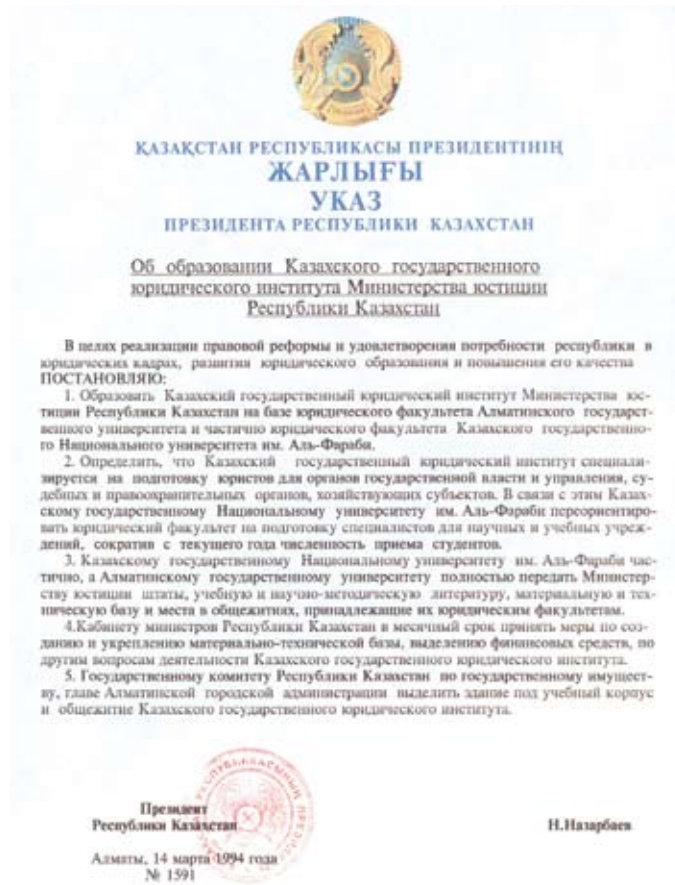 ҚАЗАҚСТАН РЕСПУБЛИКАСЫ ПРЕЗИДЕНТІНІҢ
ЖАРЛЫҒЫ
УКАЗ
ПРЕЗИДЕНТА РЕСПУБЛИКИ КАЗАХСТАН
Об образовании Казахского государственного
юридического института Министерства юстиции
Республики Казахстан
В целях реализации правовой реформы и удовлетворения потребности республики в
юридических кадрах, развития юридического образования и повышения его качества
ПОСТАНОВЛЯЮ:
1. Образовать Казахский государственный юридический институт Министерства юс-
тиции Республики Казахстан на базе юридического факультета Алматинского государст-
венного университета и частично юридического факультета Казахского государственно-
го Национального университета им. Аль-Фараби.
2. Определить, что Казахский государственный юридический институт специали-
зируется на подготовку юристов для органов государственной власти и управления, су-
дебных и правоохранительных органов, хозяйствующих субъектов. В связи с этим Казах-
скому государственному Национальному университету им. Аль-Фараби переориентиро-
вать юридический факультет на подготовку специалистов для научных и учебных учреж-
дений, сократив с текущего года численность приема студентов.
3. Казахскому государственному Национальному университету им. Аль-Фараби час-
тично, а Алматинскому государственному университету полностью передать Министер-
ству юстиции штаты, учебную и научно-методическую литературу, материальную и тех-
ническую базу и места в общежитиях, принадлежащие их юридическим факультетам.
4.Кабинету министров Республики Казахстан в месячный срок принять меры по соз-
данию и укреплению материально-технической базы, выделению финансовых средств, по
другим вопросам деятельности Казахского государственного юридического института.
5. Государственному комитету Республики Казахстан по государственному имущест-
ву, главе Алматинской городской администрации выделить здание под учебный корпус
и общежитие Казахского государственного юридического института.
Президент
Республики Казахстан Н.Назарбаев
Алматы, 14 марта 1994 года
№ 1591